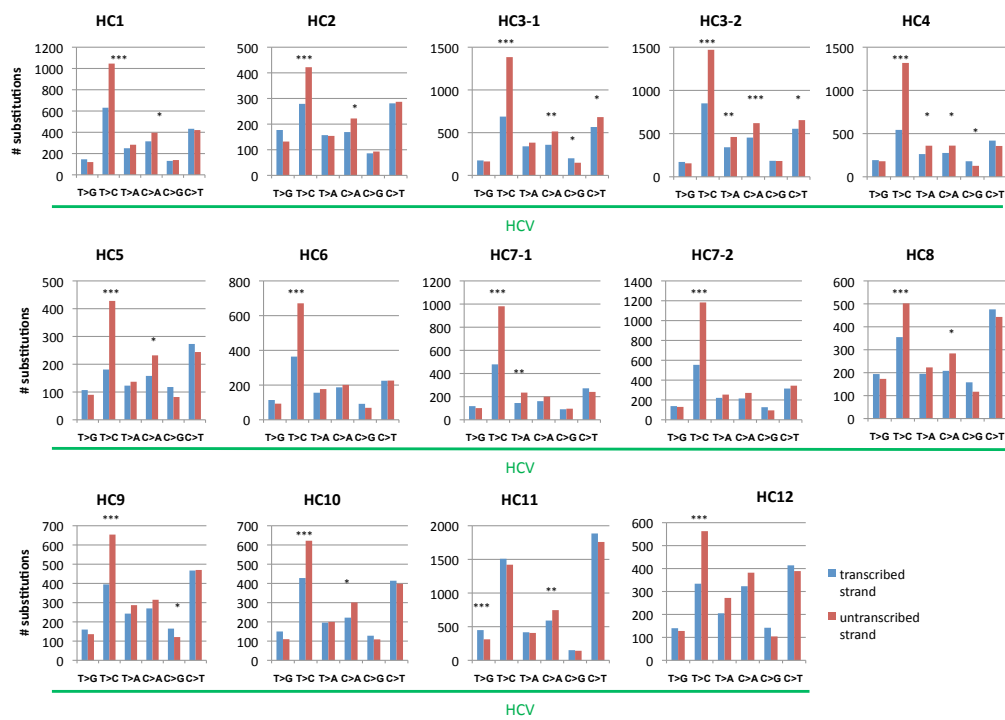 HC1 HC2 HC3-1 HC3-2 HC4
# substitutions
1200 1000 800 600 400 200 0
*** *
T>G T>C T>A C>A C>G C>T
500 400 300 200 100 0
*** *
T>G T>C T>A C>A C>G C>T
1500 1000 500 0
*** ** * *
T>G T>C T>A C>A C>G C>T
1500 1000 500 0
*** ** *** *
T>G T>C T>A C>A C>G C>T
1500 1000 500 0
*** * * *
T>G T>C T>A C>A C>G C>T
HCV
HC5 HC6 HC7-1 HC7-2 HC8
# substitutions
500 400 300 200 100 0
*** *
T>G T>C T>A C>A C>G C>T
800 600 400 200 0
***
T>G T>C T>A C>A C>G C>T
1200 1000 800 600 400 200 0
*** **
T>G T>C T>A C>A C>G C>T
1400 1200 1000 800 600 400 200 0
***
T>G T>C T>A C>A C>G C>T
600 500 400 300 200 100 0
*** *
T>G T>C T>A C>A C>G C>T
HCV
HC9 HC10 HC11 HC12
# substitutions
700 600 500 400 300 200 100 0
*** *
T>G T>C T>A C>A C>G C>T
700 600 500 400 300 200 100 0
*** *
T>G T>C T>A C>A C>G C>T
2000 1500 1000 500 0
*** **
T>G T>C T>A C>A C>G C>T
600 500 400 300 200 100 0
***
T>G T>C T>A C>A C>G C>T
transcribed
strand
untranscribed
strand
HCV